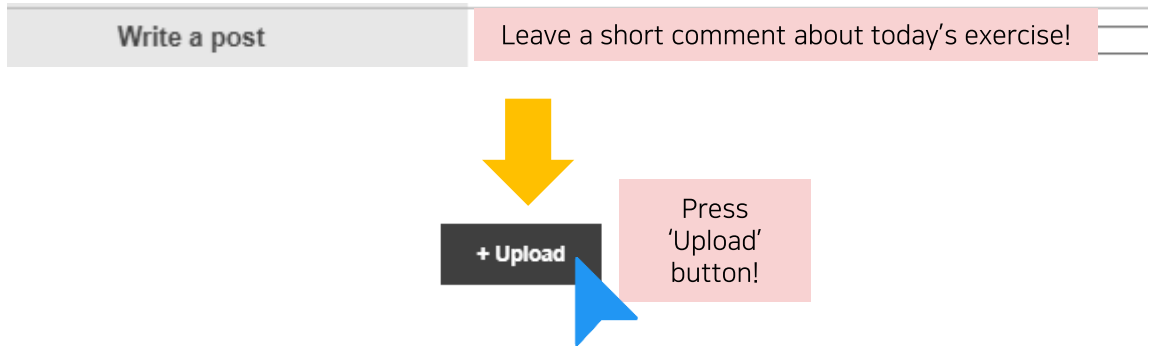 Write a post
Leave a short comment about today's exercise!
+ Upload
Press
'Upload'
button!